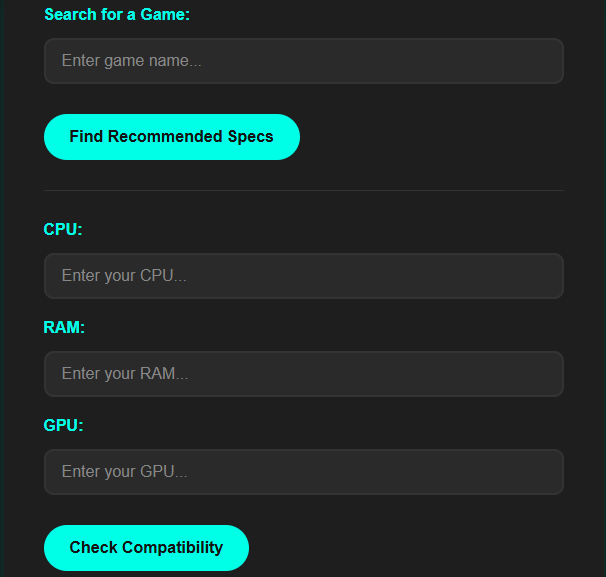 Search for a Game:
Enter game name...
Find Recommended Specs
CPU:
Enter your CPU...
RAM:
Enter your RAM...
GPU:
Enter your GPU...
Check Compatibility